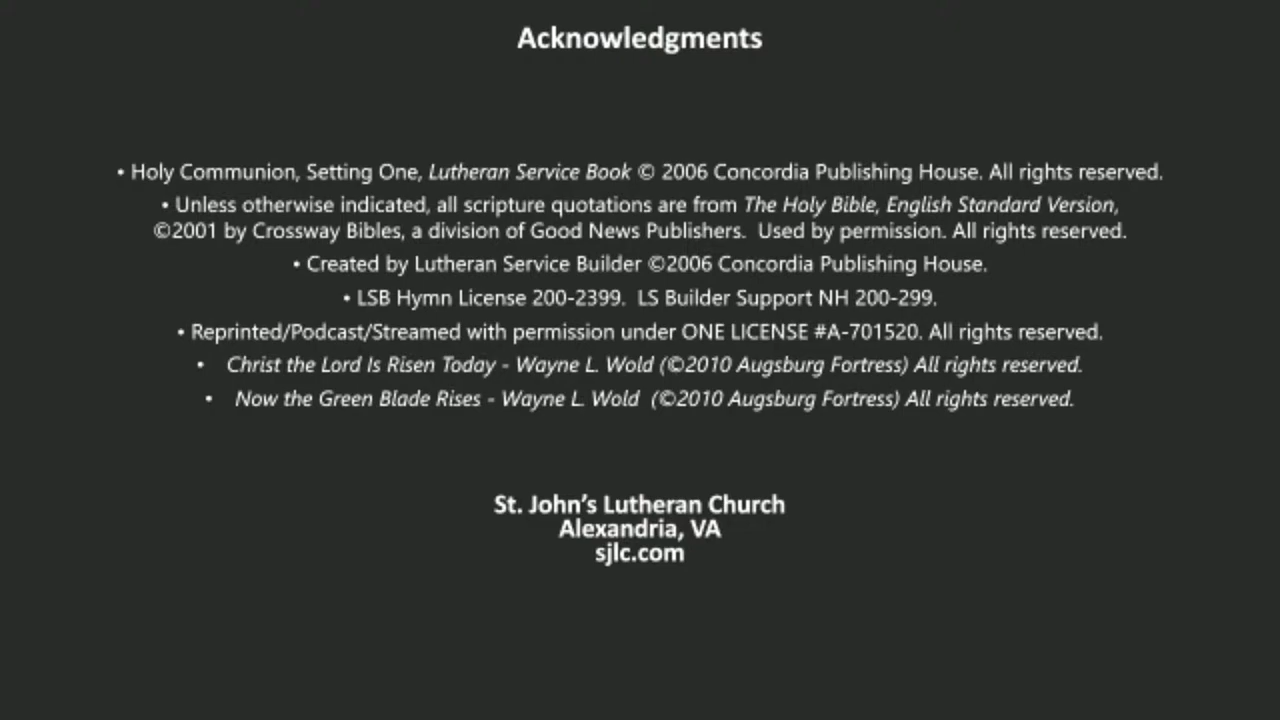 Acknowledgments
• Holy Communion, Setting One, Lutheran Service Book © 2006 Concordia Publishing House. All rights reserved.
• Unless otherwise indicated, all scripture quotations are from The Holy Bible, English Standard Version,
©2001 by Crossway Bibles, a division of Good News Publishers.  Used by permission. All rights reserved.
• Created by Lutheran Service Builder ©2006 Concordia Publishing House.
• LSB Hymn License 200-2399.  LS Builder Support NH 200-299.
• Reprinted/Podcast/Streamed with permission under ONE LICENSE #A-701520. All rights reserved.
• Christ the Lord Is Risen Today - Wayne L. Wold (©2010 Augsburg Fortress) All rights reserved.
• Now the Green Blade Rises - Wayne L. Wold  (©2010 Augsburg Fortress) All rights reserved.
St. John’s Lutheran Church
Alexandria, VA
sjlc.com